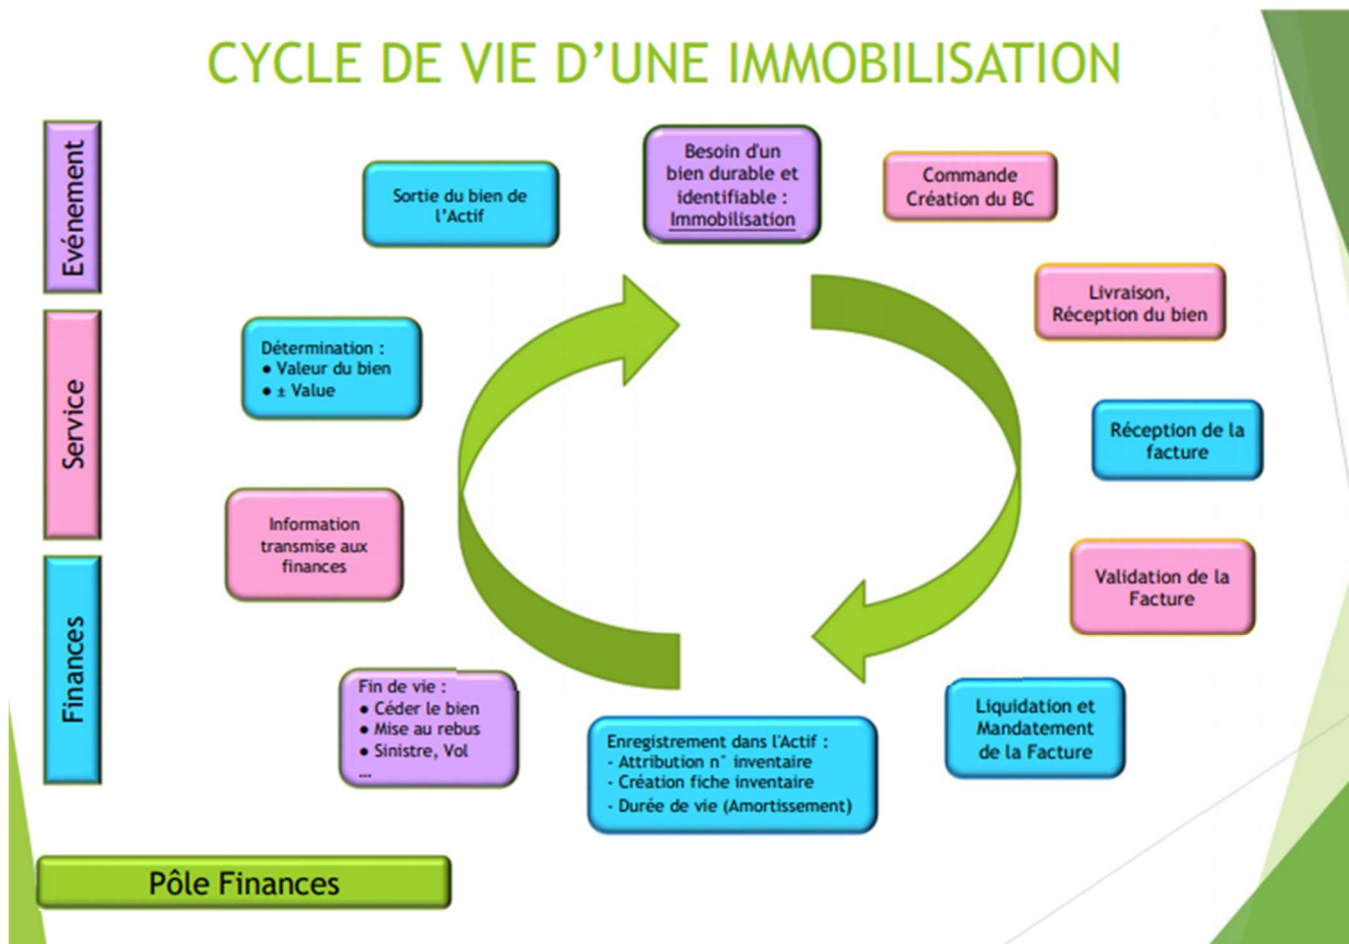 CYCLE DE VIE D’UNE IMMOBILISATION
Evénement
Service
Finances
Besoin d'un
bien durable et
identifiable :
Immobilisation
Commande
Création du BC
Livraison,
Réception du bien
Réception de la
facture
Validation de la
Facture
Liquidation et
Mandatement
de la Facture
Enregistrement dans l'Actif :
- Attribution n° inventaire
- Création fiche inventaire
- Durée de vie (Amortissement)
Fin de vie :
● Céder le bien
● Mise au rebus
● Sinistre, Vol
...
Information
transmise aux
finances
Détermination :
● Valeur du bien
● ± Value
Sortie du bien de
l’Actif
Pôle Finances